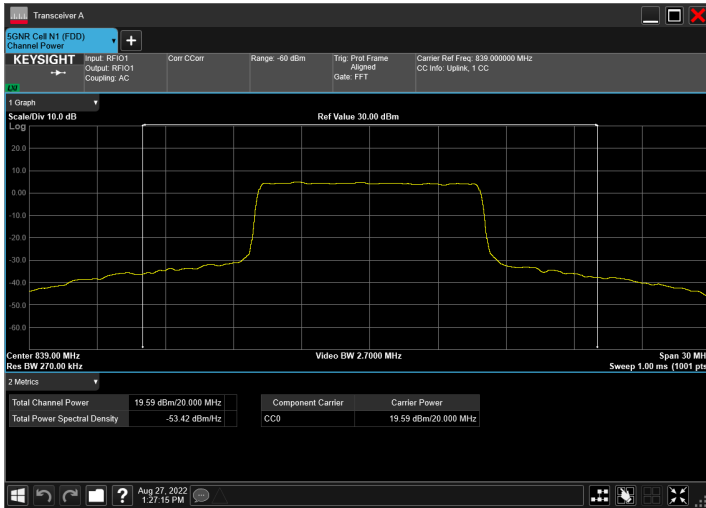 Transceiver A
5GNR Cell N1 (FDD)
Channel Power
KEYSIGHT
Input: RFIO1
Output: RFIO1
Coupling: AC
Corr CCorr
Range: -60 dBm
Trig: Prot Frame
Aligned
Gate: FFT
Carrier Ref Freq: 839.000000 MHz
CC Info: Uplink, 1 CC
LXI
1 Graph
Scale/Div 10.0 dB
Ref Value 30.00 dBm
Log
20.0
10.0
0.00
-10.0
-20.0
-30.0
-40.0
-50.0
-60.0
Center 839.00 MHz
Video BW 2.7000 MHz
Span 30 MH
Res BW 270.00 kHz
Sweep 1.00 ms (1001 pts
2 Metrics
Total Channel Power 19.59 dBm/20.000 MHz
Total Power Spectral Density -53.42 dBm/Hz
Component Carrier Carrier Power
CC0 19.59 dBm/20.000 MHz
Aug 27, 2022
1:27:15 PM